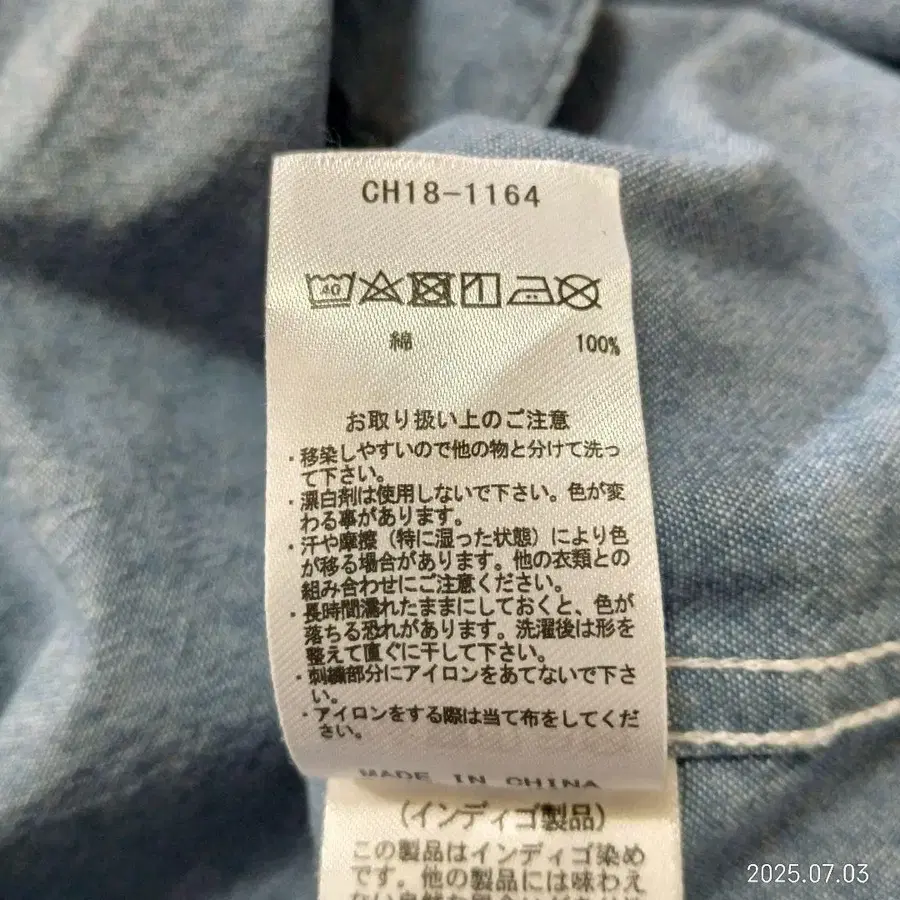 CH18-1164
40
綿 100%
お取り扱い上のご注意
・移染しやすいので他の物と分けて洗っ
て下さい。
・漂白剤は使用しないで下さい。色が変
わる事があります。
・汗や摩擦（特に湿った状態）により色
が移る場合があります。他の衣類との
組み合わせにご注意ください。
・長時間濡れたままにしておくと、色が
落ちる恐れがあります。洗濯後は形を
整えて直ぐに干して下さい。
・刺繍部分にアイロンをあてないで下さ
い。
・アイロンをする際は当て布をしてくだ
さい。
MADE IN CHINA
（インディゴ製品）
この製品はインディゴ染め
です。他の製品には味わえ
ない自然な風合い
2025.07.03